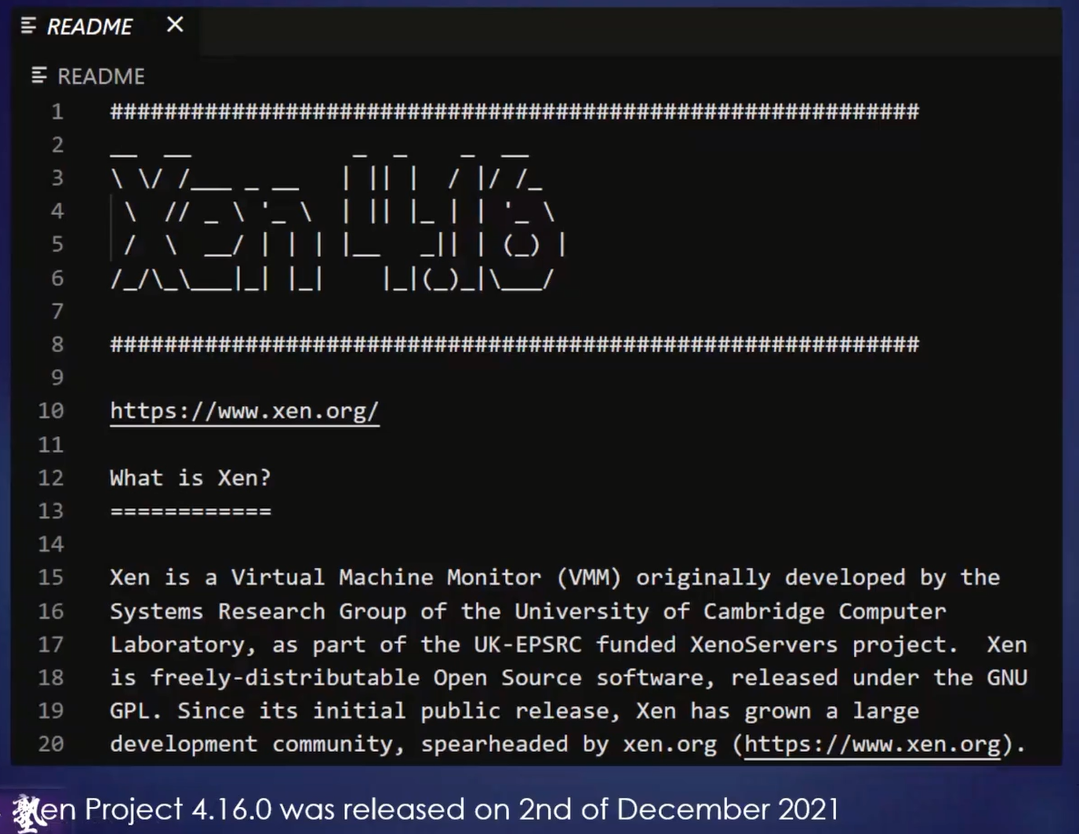 README ×
README
1 ############################################################
2 __  __            _  _    _  __
3 \ \/ /___ _ __   | || |  / |/ /_
4  \  // _ \ '_ \  | || |_ | | '_ \
5  /  \  __/ | | | |__   _|| | (_) |
6 /_/\_\___|_| |_|    |_|(_)_|\___/
7
8 ############################################################
9
10 https://www.xen.org/
11
12 What is Xen?
13 ============
14
15 Xen is a Virtual Machine Monitor (VMM) originally developed by the
16 Systems Research Group of the University of Cambridge Computer
17 Laboratory, as part of the UK-EPSRC funded XenoServers project.  Xen
18 is freely-distributable Open Source software, released under the GNU
19 GPL. Since its initial public release, Xen has grown a large
20 development community, spearheaded by xen.org (https://www.xen.org).
Xen Project 4.16.0 was released on 2nd of December 2021